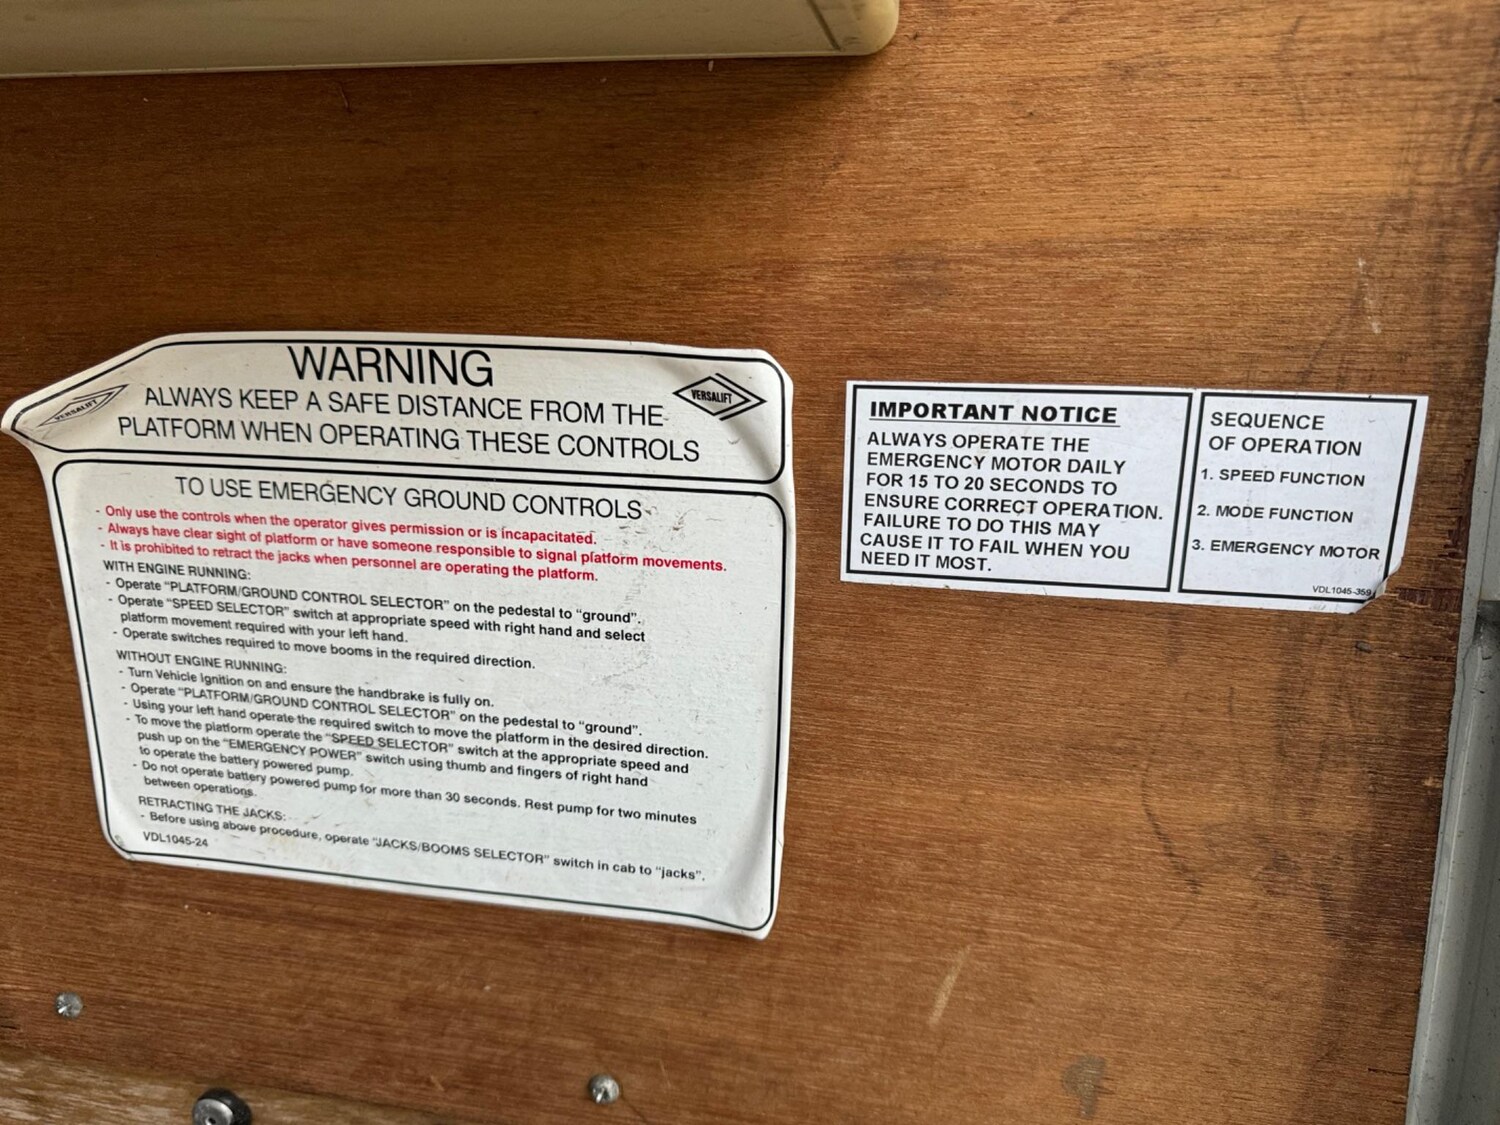 WARNING
VERSALIFT
ALWAYS KEEP A SAFE DISTANCE FROM THE
PLATFORM WHEN OPERATING THESE CONTROLS
VERSALIFT
TO USE EMERGENCY GROUND CONTROLS
- Only use the controls when the operator gives permission or is incapacitated.
- Always have clear sight of platform or have someone responsible to signal platform movements.
- It is prohibited to retract the jacks when personnel are operating the platform.
WITH ENGINE RUNNING:
- Operate "PLATFORM/GROUND CONTROL SELECTOR" on the pedestal to "ground".
- Operate "SPEED SELECTOR" switch at appropriate speed with right hand and select
platform movement required with your left hand.
- Operate switches required to move booms in the required direction.
WITHOUT ENGINE RUNNING:
- Turn Vehicle Ignition on and ensure the handbrake is fully on.
- Operate "PLATFORM/GROUND CONTROL SELECTOR" on the pedestal to "ground".
- Using your left hand operate the required switch to move the platform in the desired direction.
- To move the platform operate the "SPEED SELECTOR" switch at the appropriate speed and
push up on the "EMERGENCY POWER" switch using thumb and fingers of right hand
to operate the battery powered pump.
- Do not operate battery powered pump for more than 30 seconds. Rest pump for two minutes
between operations.
RETRACTING THE JACKS:
- Before using above procedure, operate "JACKS/BOOMS SELECTOR" switch in cab to "jacks".
VDL1045-24
IMPORTANT NOTICE
ALWAYS OPERATE THE
EMERGENCY MOTOR DAILY
FOR 15 TO 20 SECONDS TO
ENSURE CORRECT OPERATION.
FAILURE TO DO THIS MAY
CAUSE IT TO FAIL WHEN YOU
NEED IT MOST.
SEQUENCE
OF OPERATION
1. SPEED FUNCTION
2. MODE FUNCTION
3. EMERGENCY MOTOR
VDL1045-359